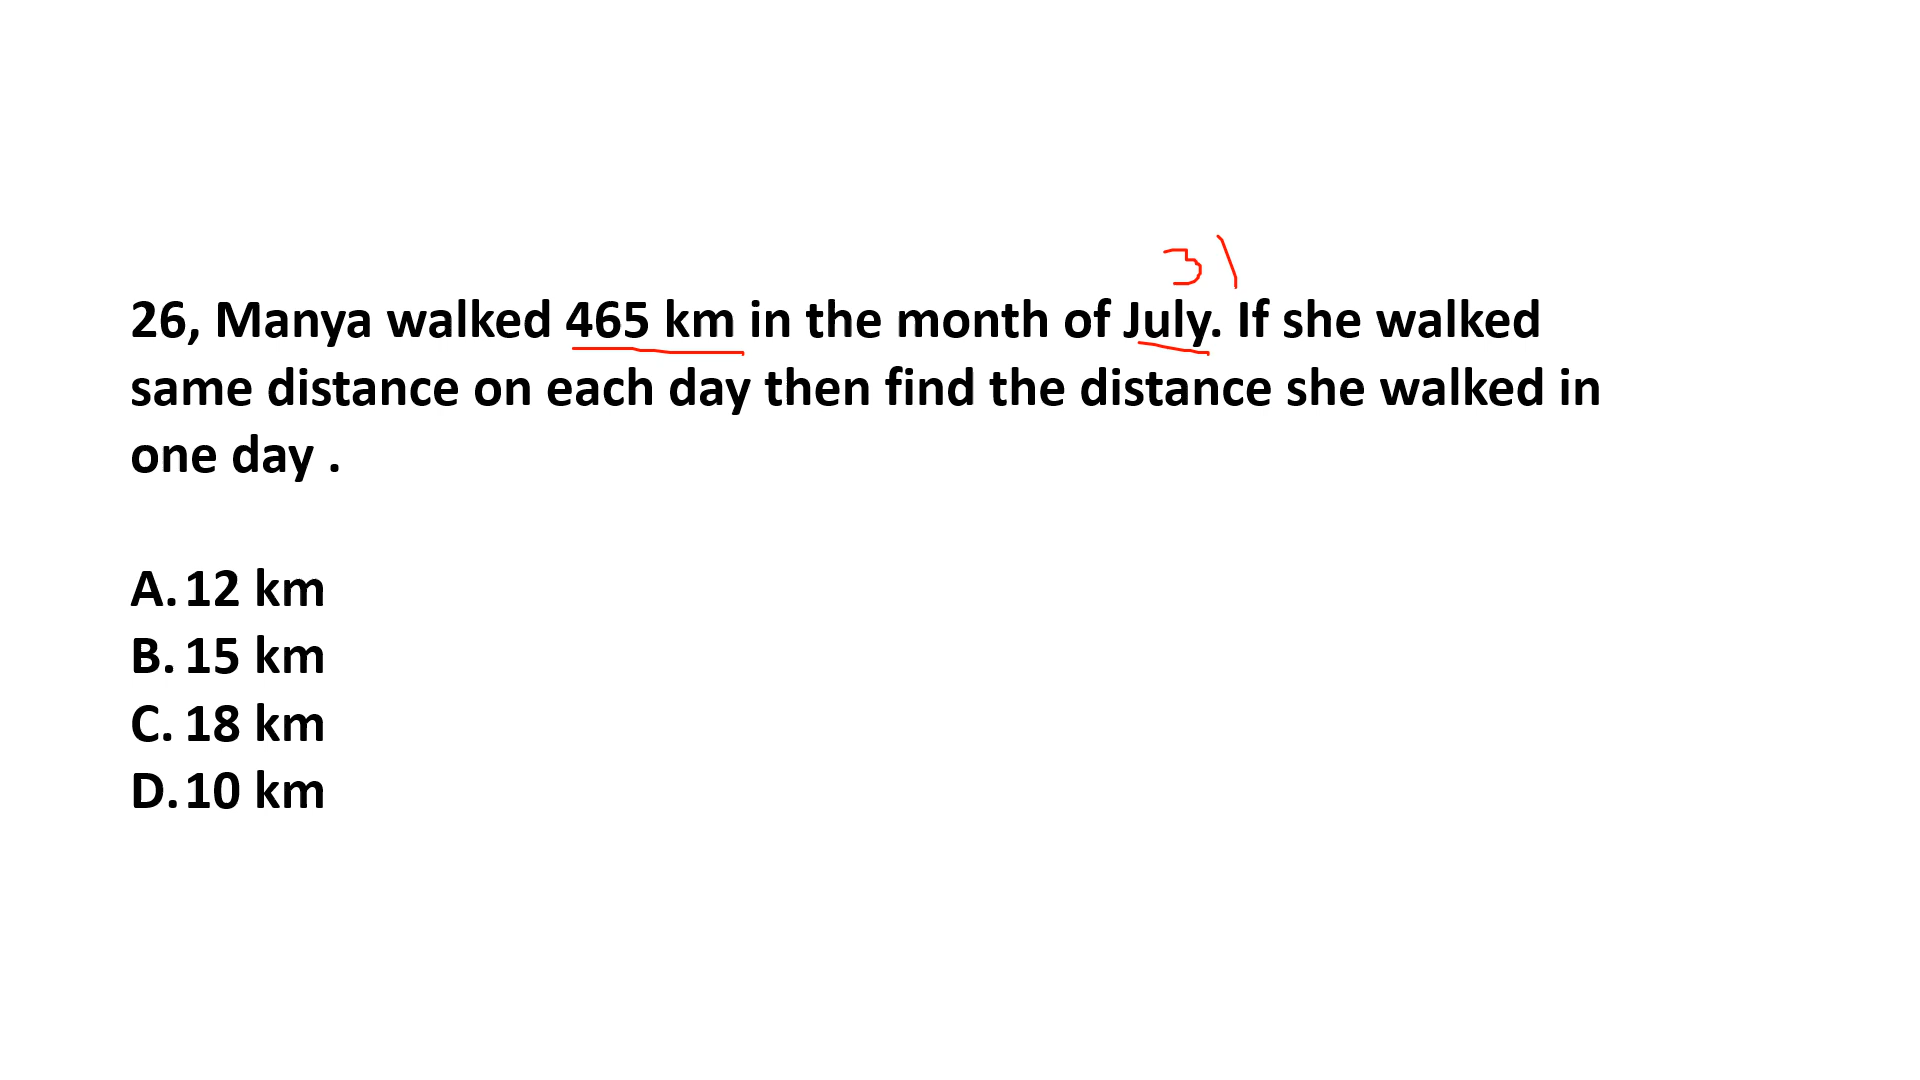 31
26, Manya walked 465 km in the month of July. If she walked
same distance on each day then find the distance she walked in
one day .
A. 12 km
B. 15 km
C. 18 km
D. 10 km